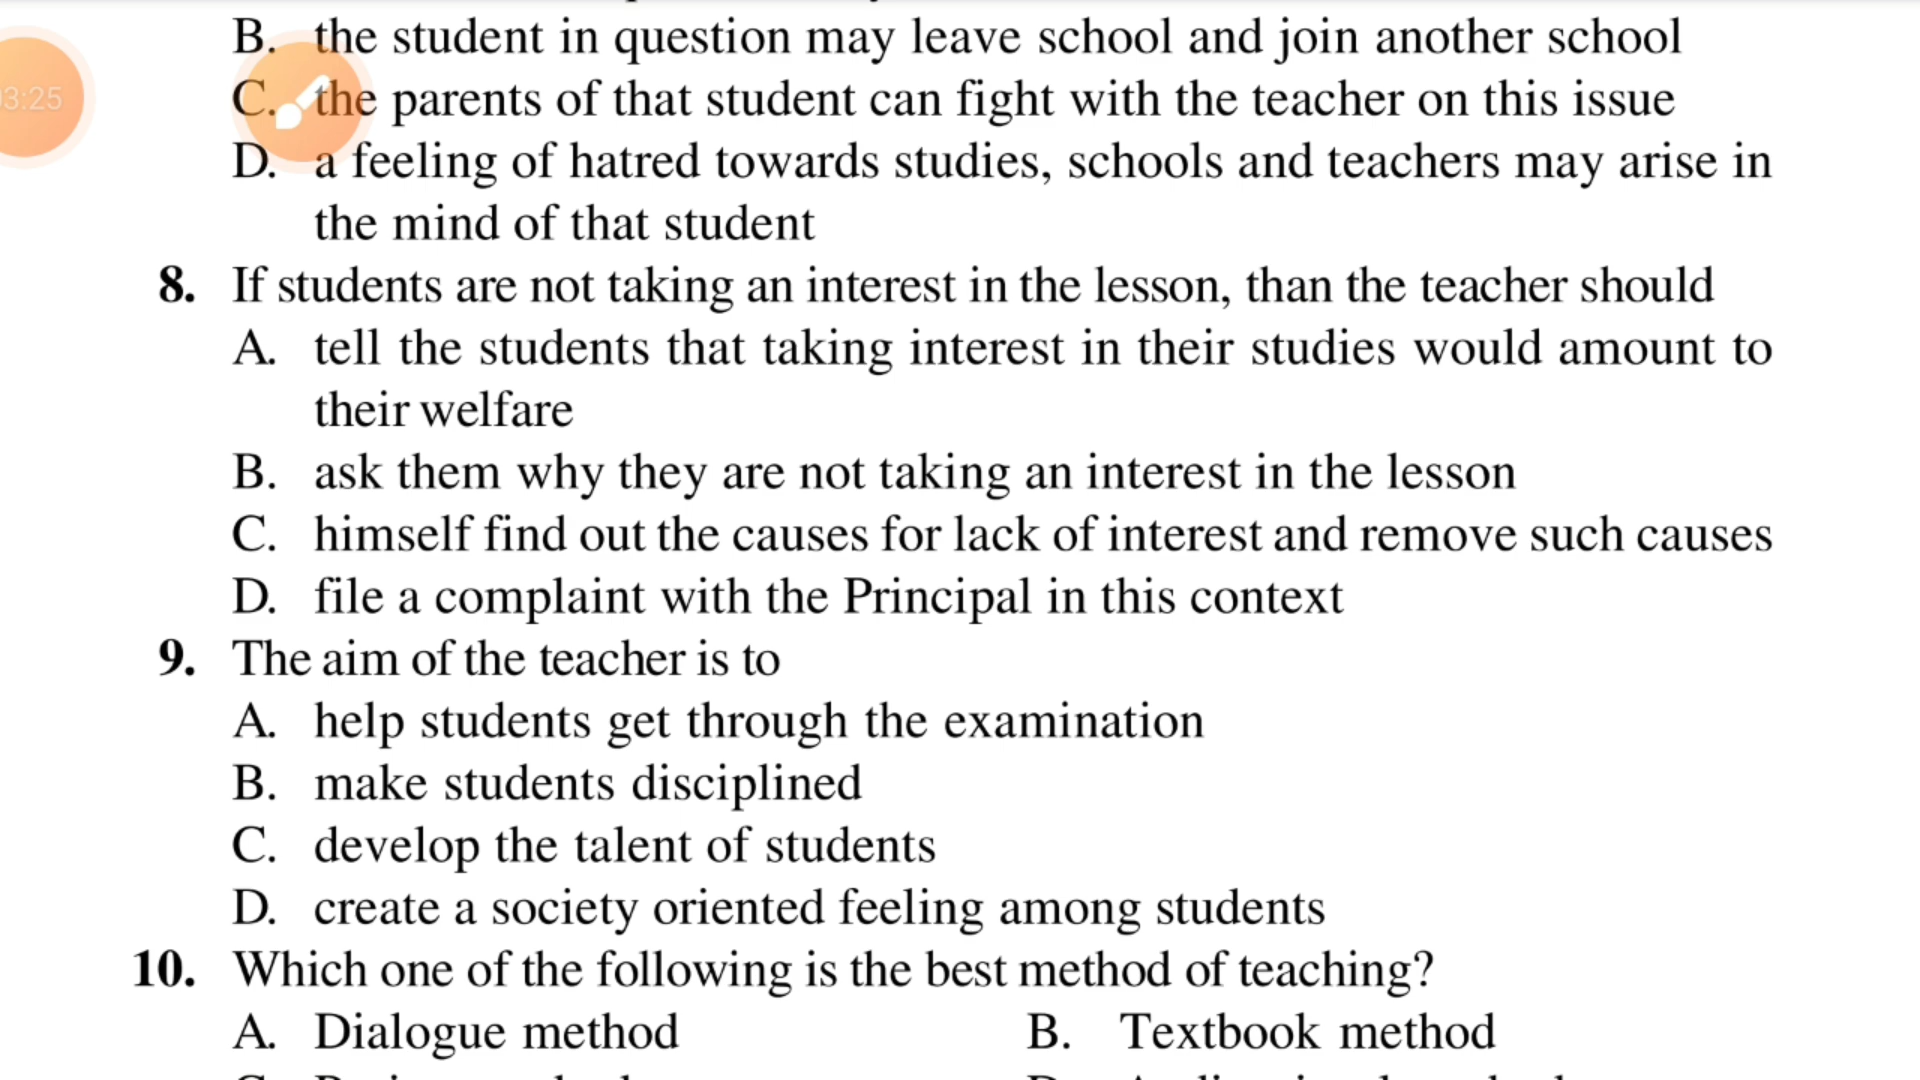 B. the student in question may leave school and join another school
03:25
C. the parents of that student can fight with the teacher on this issue
D. a feeling of hatred towards studies, schools and teachers may arise in
the mind of that student
8. If students are not taking an interest in the lesson, than the teacher should
A. tell the students that taking interest in their studies would amount to
their welfare
B. ask them why they are not taking an interest in the lesson
C. himself find out the causes for lack of interest and remove such causes
D. file a complaint with the Principal in this context
9. The aim of the teacher is to
A. help students get through the examination
B. make students disciplined
C. develop the talent of students
D. create a society oriented feeling among students
10. Which one of the following is the best method of teaching?
A. Dialogue method B. Textbook method